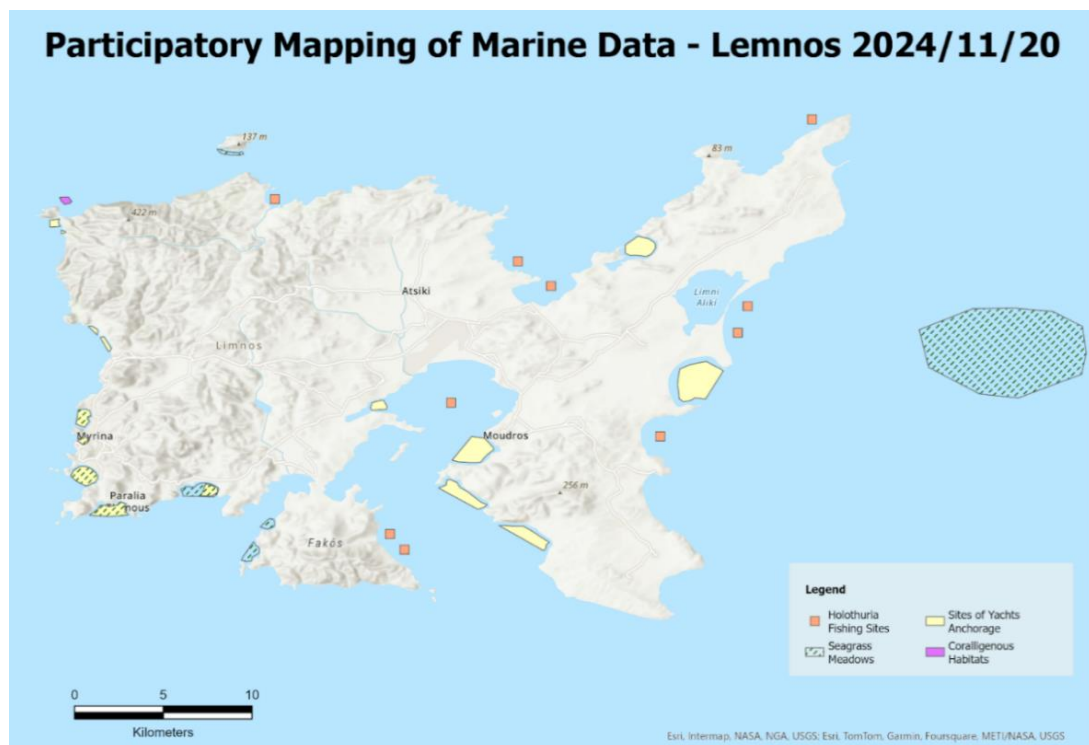 Participatory Mapping of Marine Data - Lemnos 2024/11/20
137 m
83 m
422 m
Atsiki
Limni
Aliki
Limnos
Myrina
Moudros
Paralia
256 m
Fakós
Legend
Holothuria
Fishing Sites
Sites of Yachts
Anchorage
Seagrass
Meadows
Coralligenous
Habitats
0 5 10
Kilometers
Esri, Intermap, NASA, NGA, USGS; Esri, TomTom, Garmin, Foursquare, METI/NASA, USGS